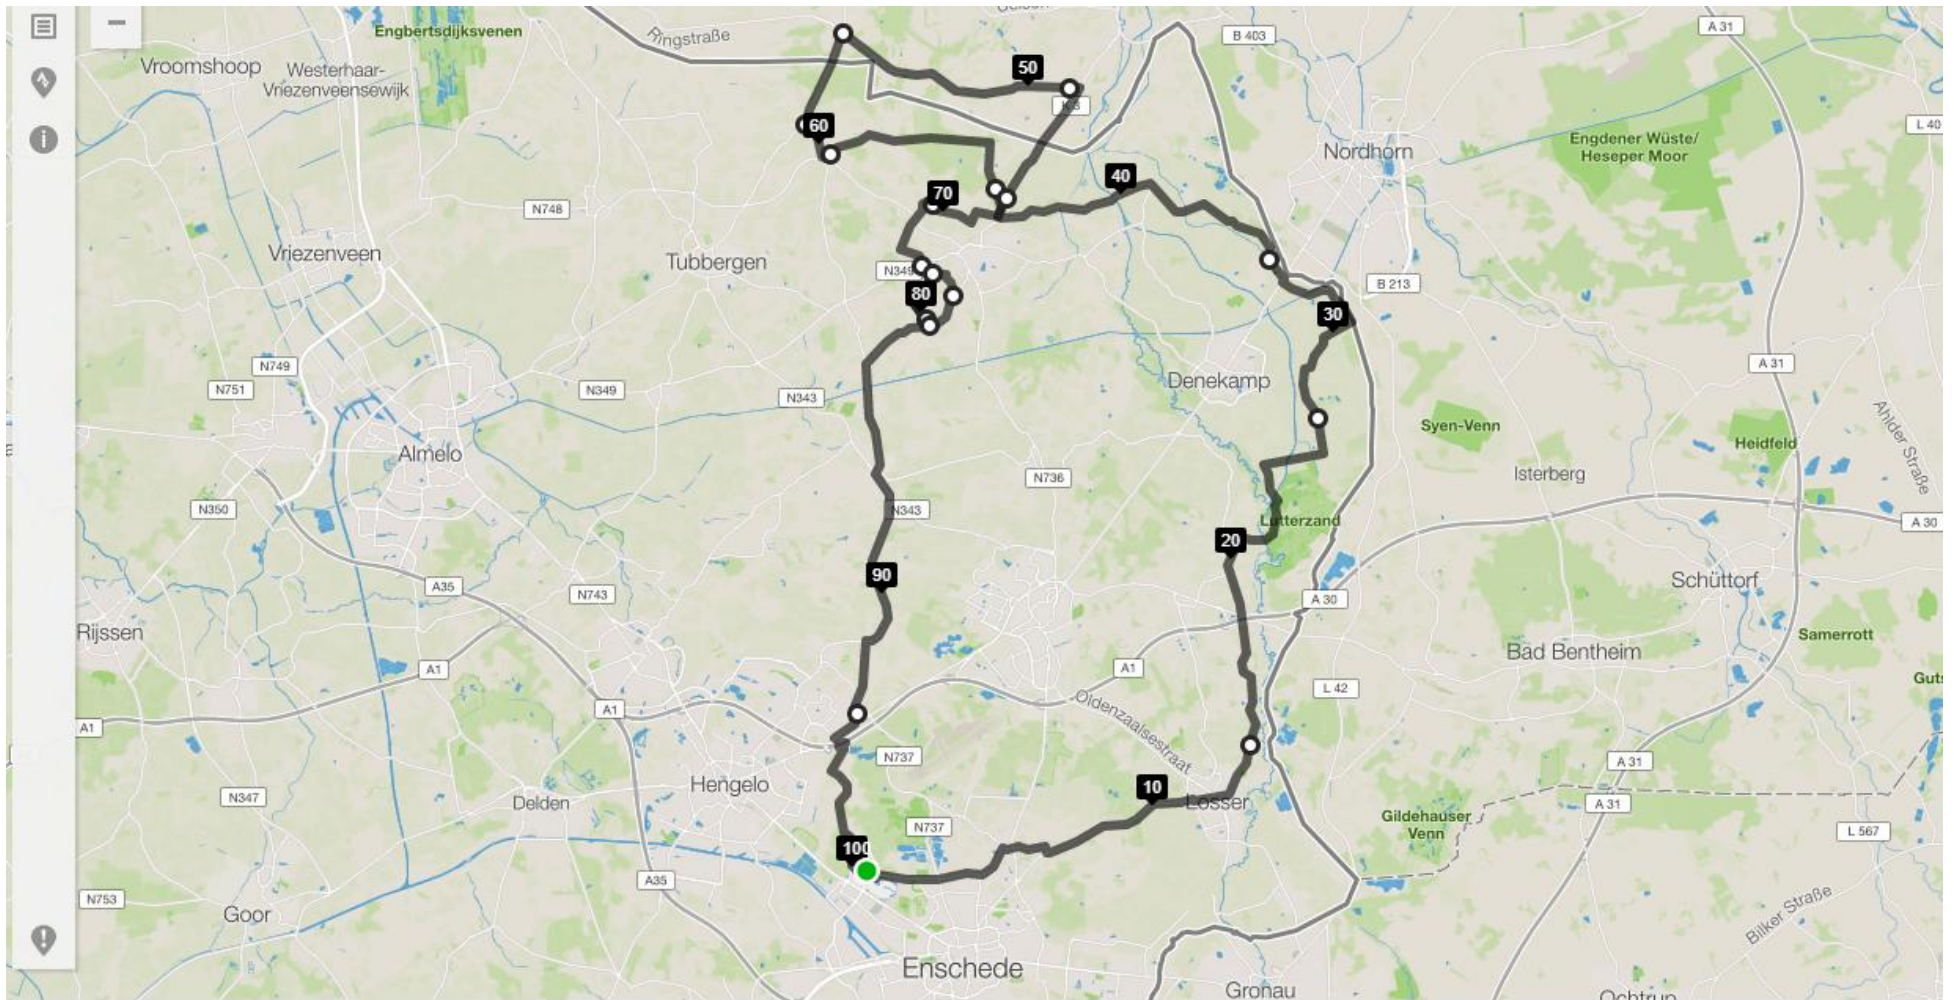 Engbertsdijksvenen
Ringstraße
B 403
A 31
Vroomshoop
Westerhaar-
Vriezenveensewijk
50
K 8
L 40
60
Engdener Wüste/
Heseper Moor
Nordhorn
40
70
N748
Vriezenveen
Tubbergen
N349
B 213
80
30
N749
A 31
N751
N349
N343
Denekamp
Ahlder Straße
Syen-Venn
Heidfeld
Almelo
N736
Isterberg
N350
N343
Lutterzand
A 30
20
90
A35
N743
A 30
Schüttorf
Rijssen
Samerrott
Bad Bentheim
A1
A1
L 42
Oldenzaalsestraat
A1
A1
N737
A 31
Hengelo
10
N347
Delden
Losser
A 31
Gildehauser
Venn
N737
L 567
100
A35
N753
Goor
Bilker Straße
Enschede
Gronau
Ochtrup